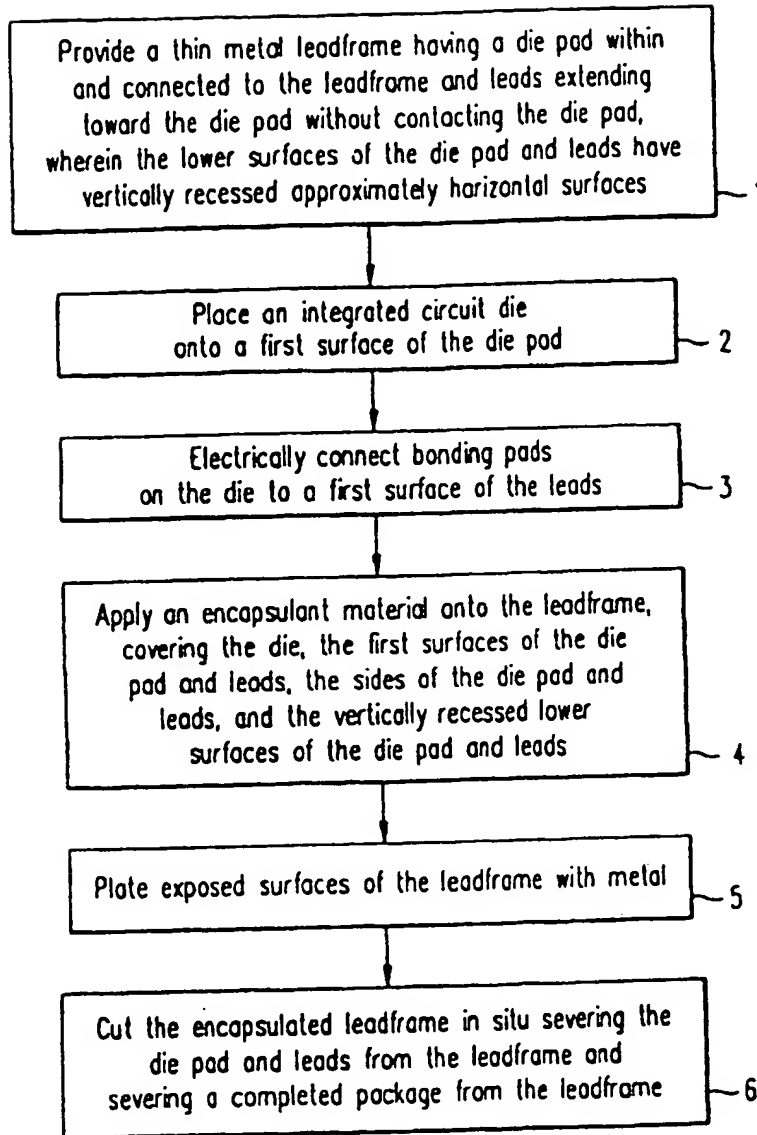 Provide a thin metal leadframe having a die pad within
and connected to the leadframe and leads extending
toward the die pad without contacting the die pad,
wherein the lower surfaces of the die pad and leads have
vertically recessed approximately horizontal surfaces
Place an integrated circuit die
onto a first surface of the die pad
2
Electrically connect bonding pads
on the die to a first surface of the leads
3
Apply an encapsulant material onto the leadframe,
covering the die, the first surfaces of the die
pad and leads, the sides of the die pad and
leads, and the vertically recessed lower
surfaces of the die pad and leads
4
Plate exposed surfaces of the leadframe with metal
5
Cut the encapsulated leadframe in situ severing the
die pad and leads from the leadframe and
severing a completed package from the leadframe
6